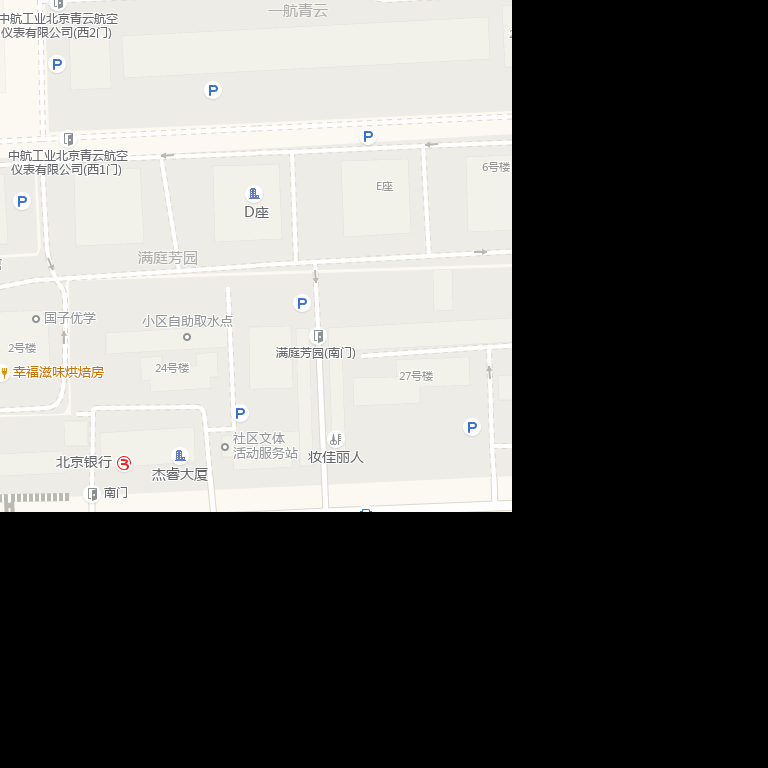 一航青云
中航工业北京青云航空
仪表有限公司(西2门)
P
P
P
中航工业北京青云航空
仪表有限公司(西1门)
6号楼
E座
P
D座
满庭芳园
P
国子优学
小区自助取水点
2号楼
满庭芳园(南门)
24号楼
幸福滋味烘焙房
27号楼
P
P
社区文体
活动服务站
妆佳丽人
北京银行
杰睿大厦
南门